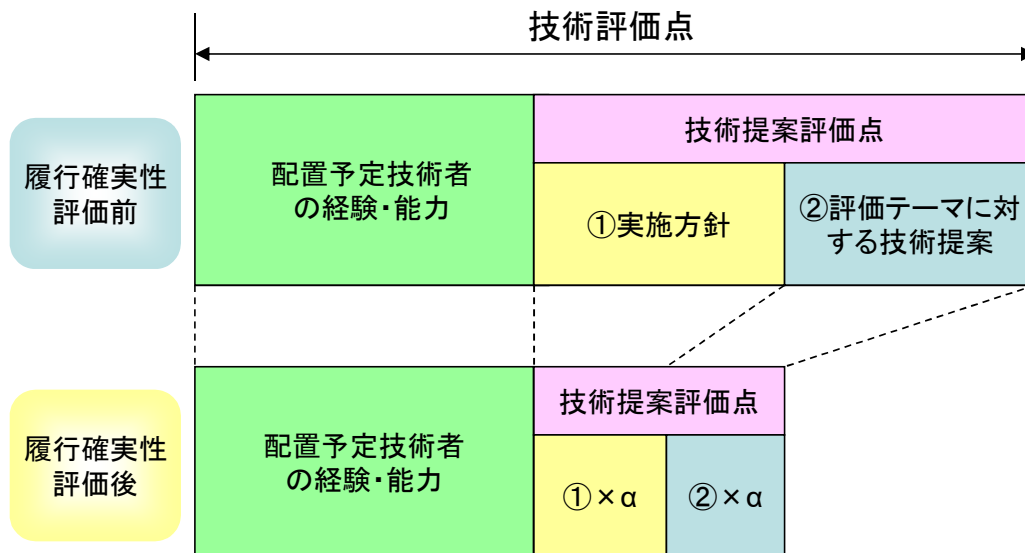 技術評価点
履行確実性
評価前
配置予定技術者
の経験・能力
技術提案評価点
①実施方針
②評価テーマに対
する技術提案
履行確実性
評価後
配置予定技術者
の経験・能力
技術提案評価点
①×α
②×α